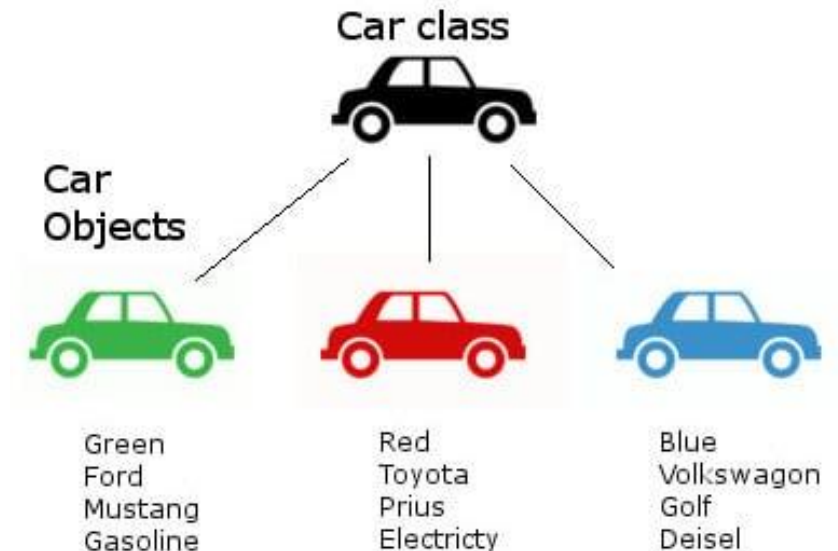 Car class
Car
Objects
Green
Ford
Mustang
Gasoline
Red
Toyota
Prius
Electricty
Blue
Volkswagon
Golf
Deisel